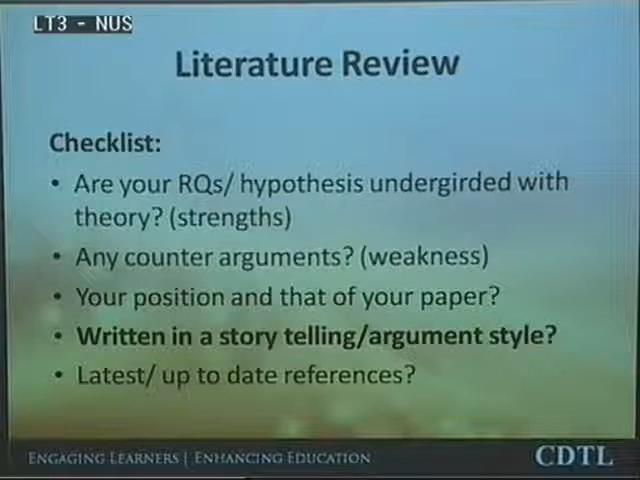 LT3 - NUS
Literature Review
Checklist:
• Are your RQs/ hypothesis undergirded with
theory? (strengths)
• Any counter arguments? (weakness)
• Your position and that of your paper?
• Written in a story telling/argument style?
• Latest/ up to date references?
ENGAGING LEARNERS | ENHANCING EDUCATION
CDTL